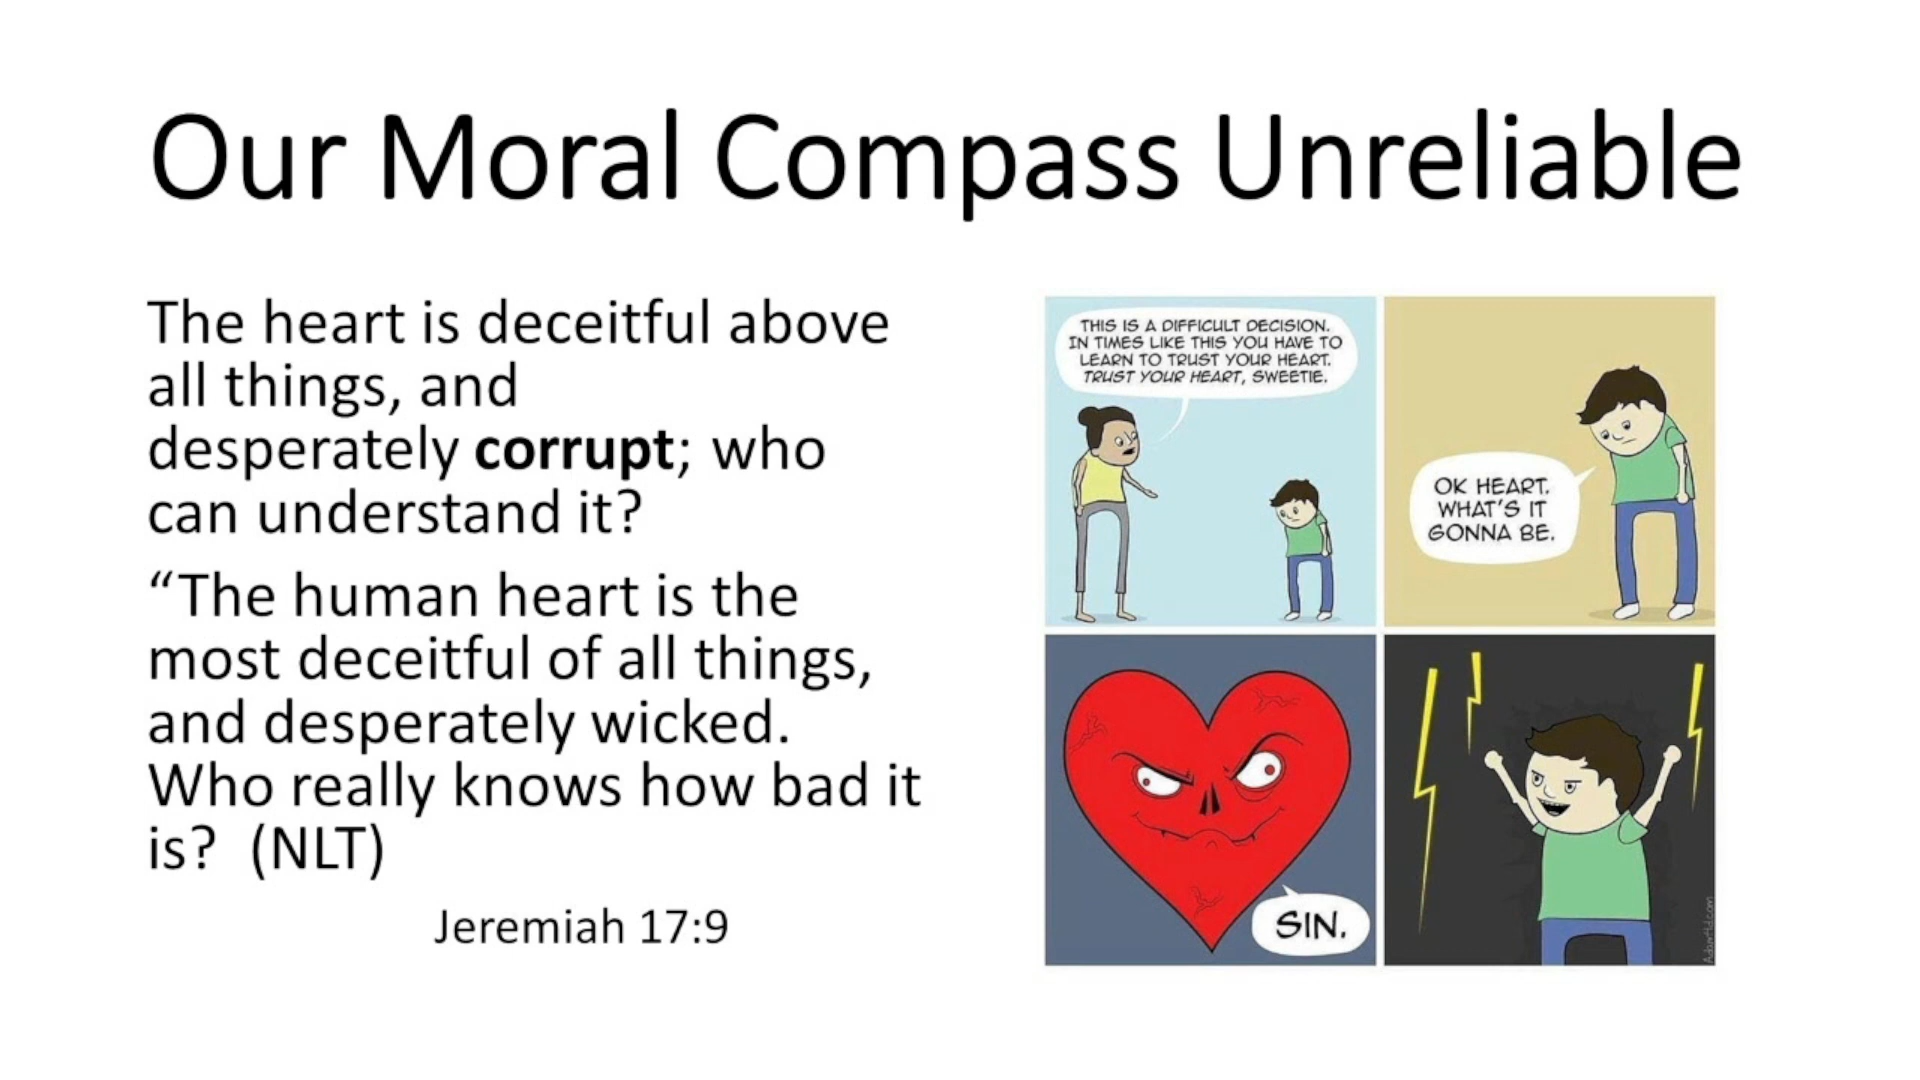 Our Moral Compass Unreliable
The heart is deceitful above
all things, and
desperately corrupt; who
can understand it?
“The human heart is the
most deceitful of all things,
and desperately wicked.
Who really knows how bad it
is?  (NLT)
Jeremiah 17:9
THIS IS A DIFFICULT DECISION.
IN TIMES LIKE THIS YOU HAVE TO
LEARN TO TRUST YOUR HEART.
TRUST YOUR HEART, SWEETIE.
OK HEART.
WHAT'S IT
GONNA BE.
SIN.